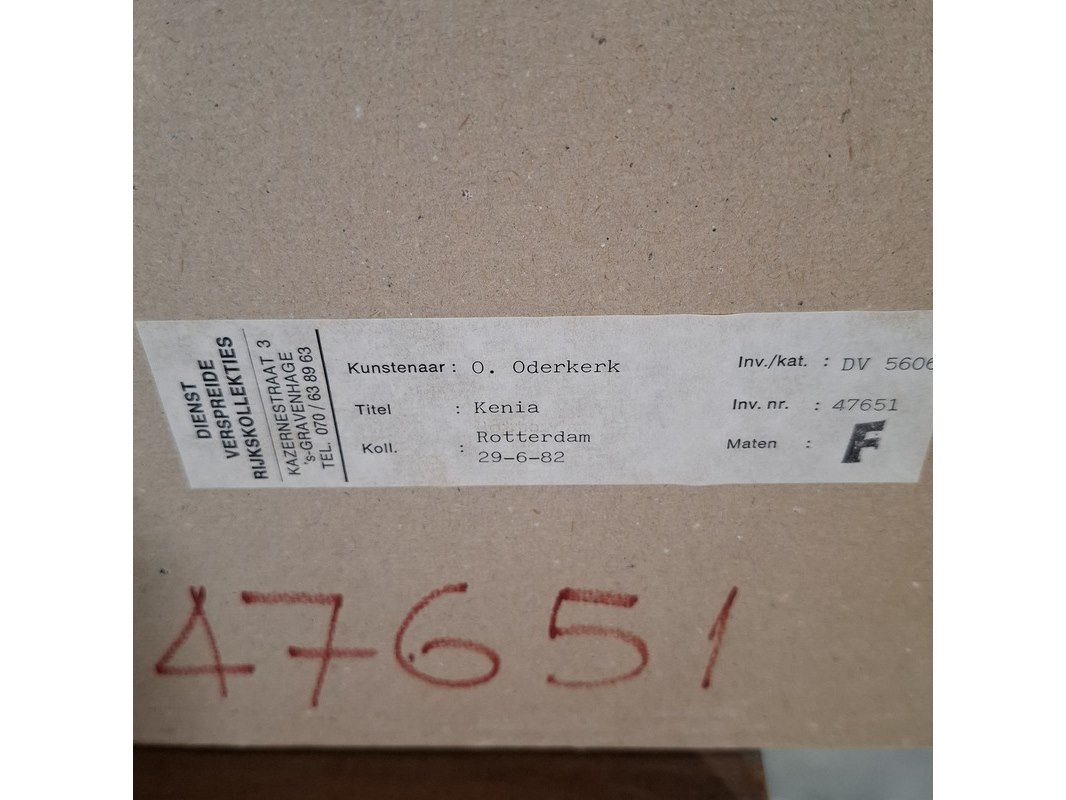 DIENST
VERSPREIDE
RIJKSKOLLEKTIES
KAZERNESTRAAT 3
's-GRAVENHAGE
TEL. 070/63 89 63
Kunstenaar : O. Oderkerk
Titel : Kenia
Koll. : Rotterdam
29-6-82
Inv./kat. : DV 5606
Inv. nr. : 47651
Maten : F
47651